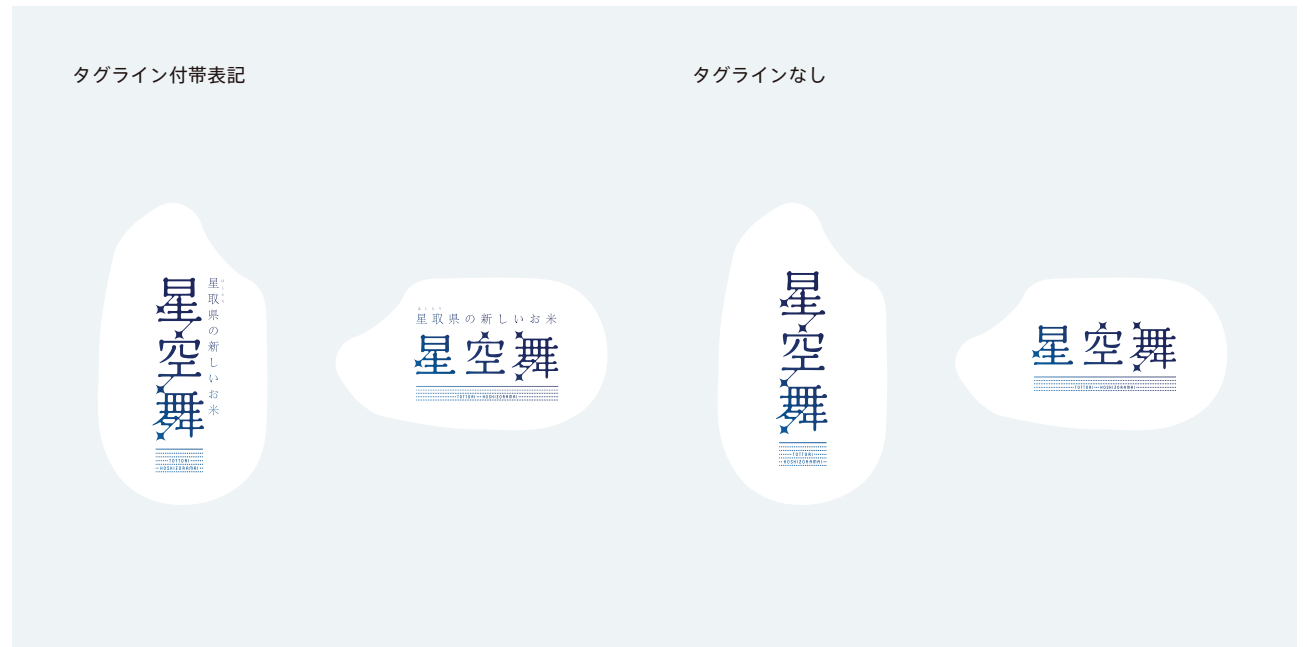 タグライン付帯表記
タグラインなし
星取県の新しいお米
星空舞
TOTTORI
HOSHIZORAMAI
星取県の新しいお米
星空舞
TOTTORI HOSHIZORAMAI
星空舞
TOTTORI
HOSHIZORAMAI
星空舞
TOTTORI HOSHIZORAMAI